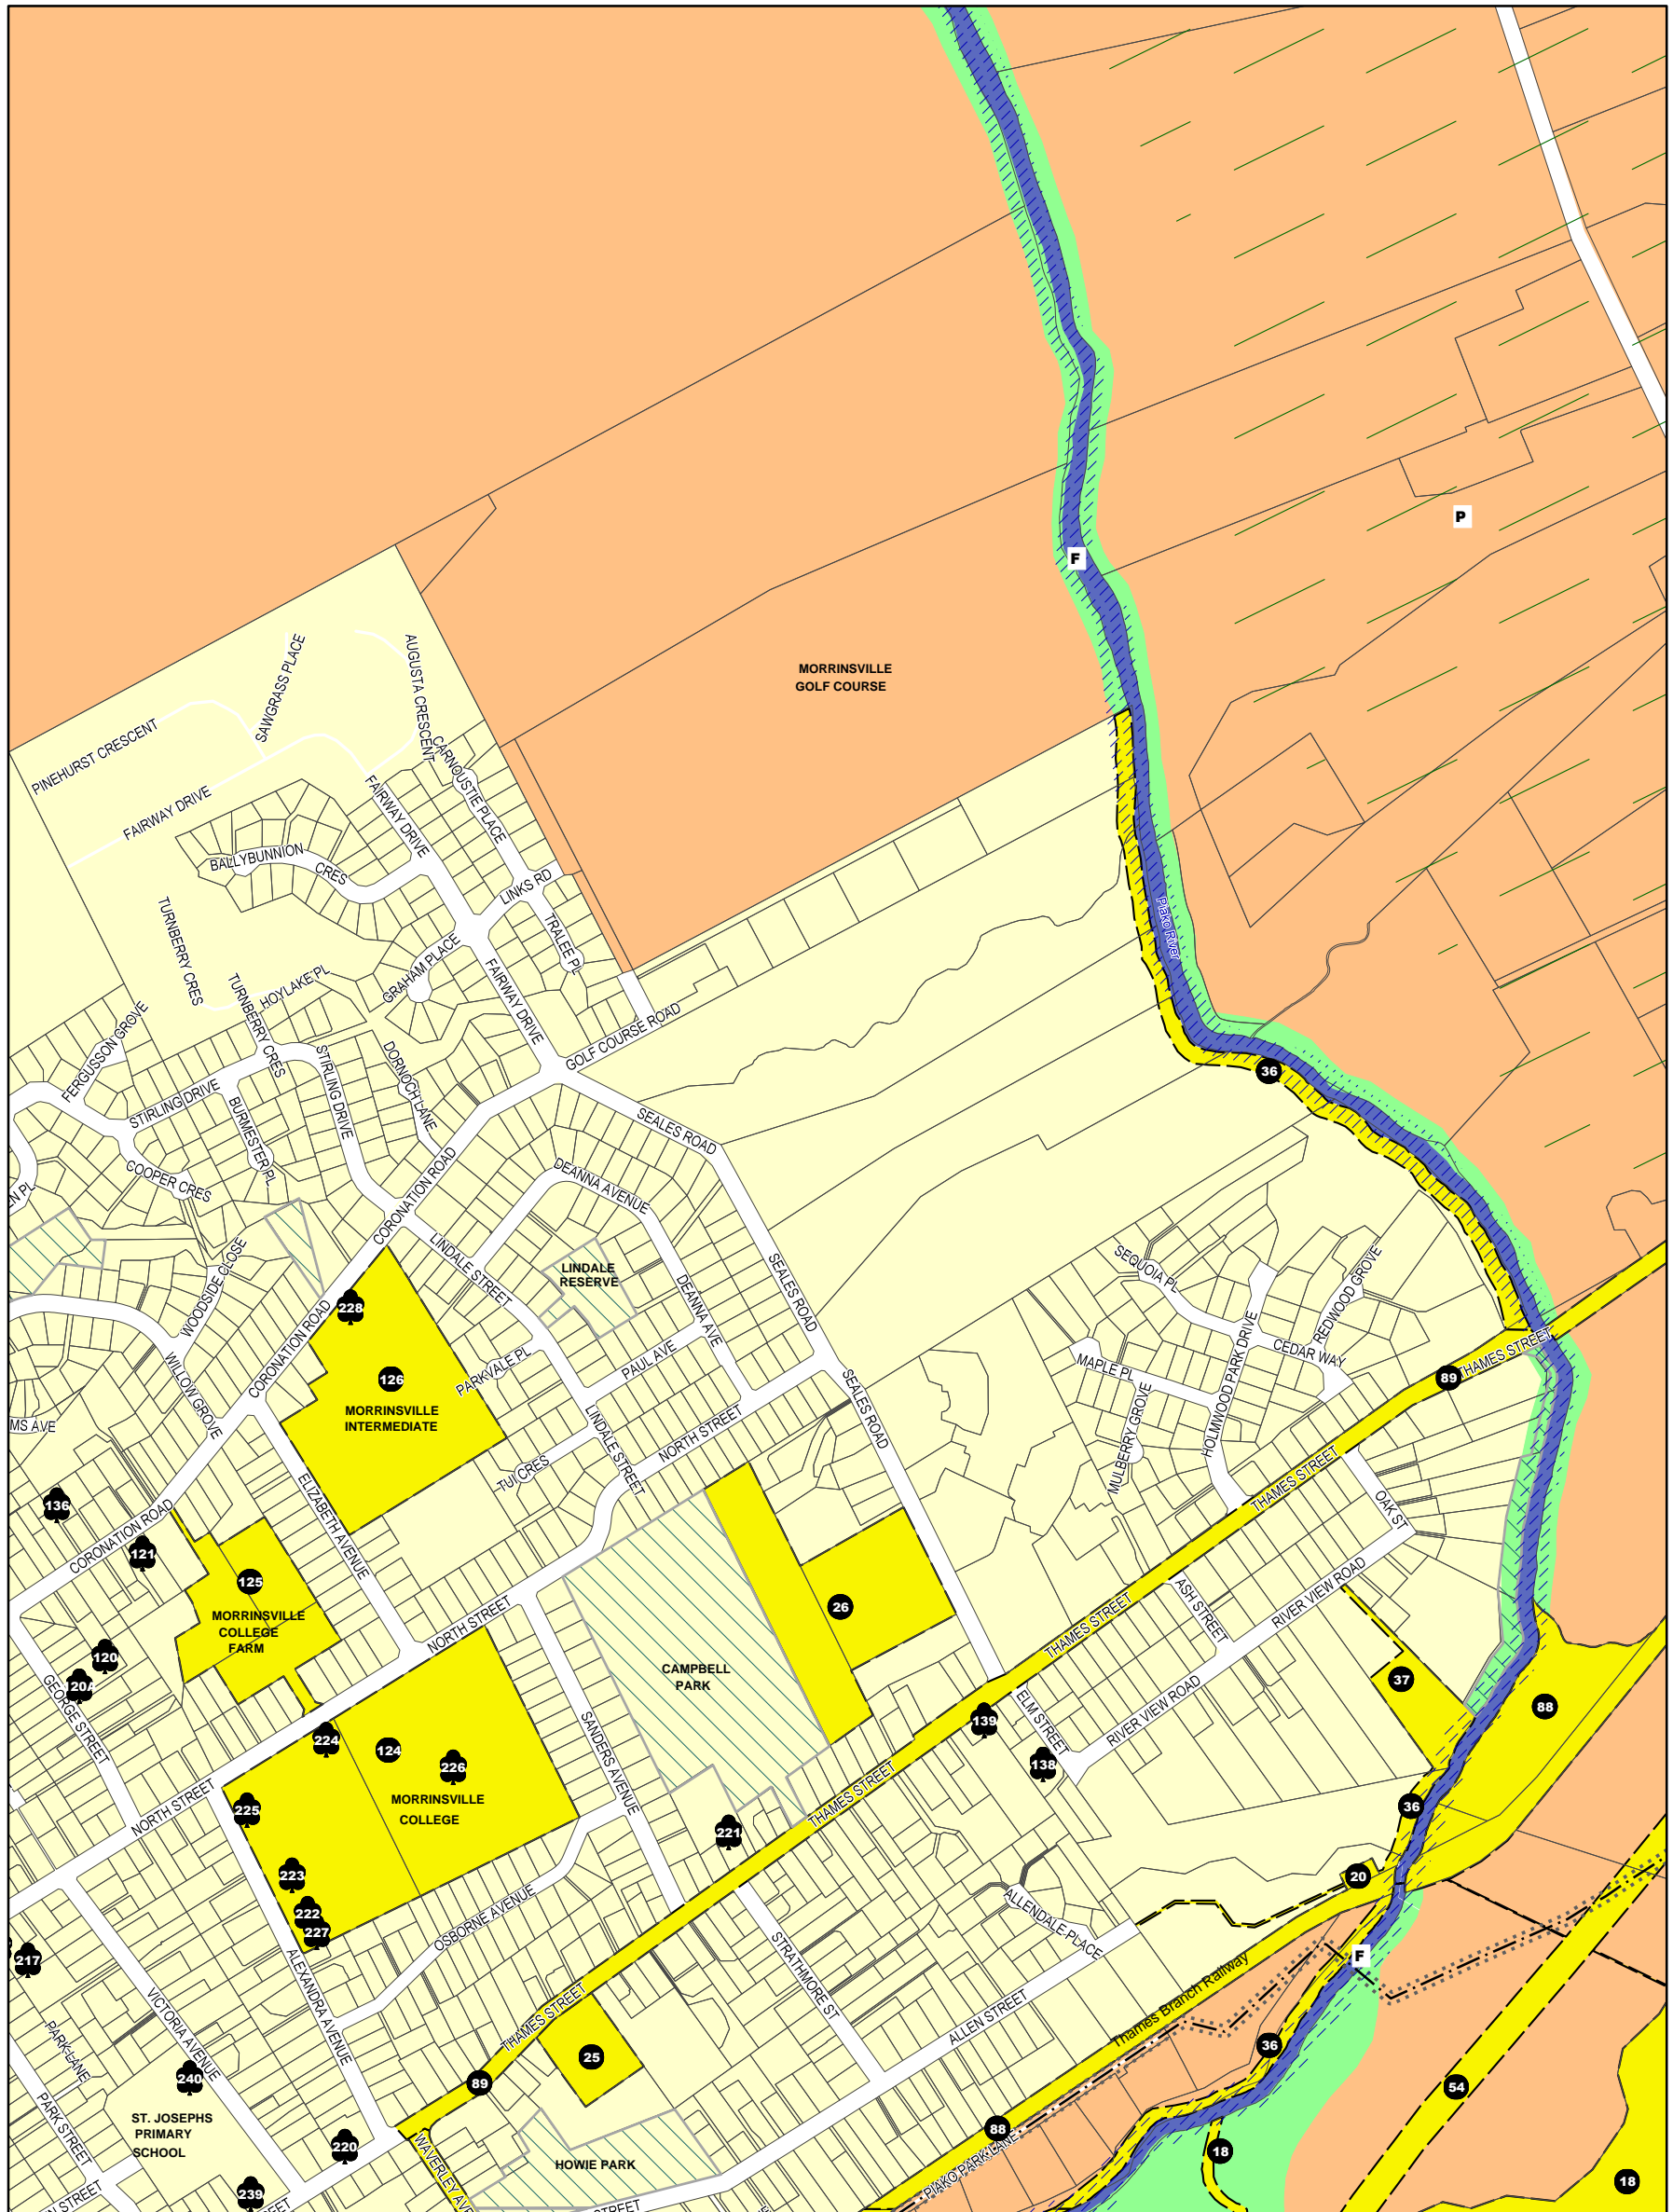 P
F
MORRINSVILLE
GOLF COURSE
SAWGRASS PLACE
AUGUSTA CRESCENT
PINEHURST CRESCENT
CARNOUSTIE PLACE
FAIRWAY DRIVE
FAIRWAY DRIVE
BALLYBUNNION
CRES
LINKS RD
TRALEE PL
TURNBERRY CRES
GRAHAM PLACE
HOYLAKE PL
TURNBERRY CRES
FAIRWAY DRIVE
Piako River
FERGUSSON GROVE
GOLF COURSE ROAD
STIRLING DRIVE
STIRLING DRIVE
DORNOCH LANE
BURMESTER PL
36
SEALES ROAD
COOPER CRES
CORONATION ROAD
DEANNA AVENUE
LINDALE STREET
LINDALE
RESERVE
SEALES ROAD
DEANNA AVE
WOODSIDE CLOSE
228
SEQUOIA PL
REDWOOD GROVE
HOLMWOOD PARK DRIVE
CEDAR WAY
THAMES STREET
CORONATION ROAD
WILLOW GROVE
126
MORRINSVILLE
INTERMEDIATE
PARKVALE PL
PAUL AVE
MAPLE PL
MULBERRY GROVE
89
SEALES ROAD
LINDALE STREET
NORTH STREET
MS AVE
TUI CRES
THAMES STREET
OAK ST
ELIZABETH AVENUE
136
CORONATION ROAD
121
125
MORRINSVILLE
COLLEGE
FARM
26
ASH STREET
RIVER VIEW ROAD
THAMES STREET
NORTH STREET
120
120A
GEORGE STREET
CAMPBELL
PARK
37
88
ELM STREET
RIVER VIEW ROAD
139
138
224
124
226
SANDERS AVENUE
MORRINSVILLE
COLLEGE
225
NORTH STREET
THAMES STREET
221
36
223
222
227
20
OSBORNE AVENUE
ALLENDALE PLACE
217
ALEXANDRA AVENUE
VICTORIA AVENUE
STRATHMORE ST
F
THAMES STREET
ALLEN STREET
Thames Branch Railway
PARK LANE
25
36
240
89
54
PARK STREET
ST. JOSEPHS
PRIMARY
SCHOOL
220
88
PIAKO PARK LANE
18
HOWIE PARK
WAVERLEY AVE
239
18
STREET